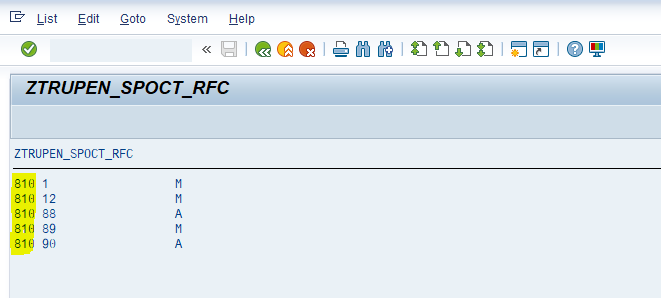 List Edit Goto System Help
«
ZTRUPEN_SPOCT_RFC
ZTRUPEN_SPOCT_RFC
810 1 M
810 12 M
810 88 A
810 89 M
810 90 A